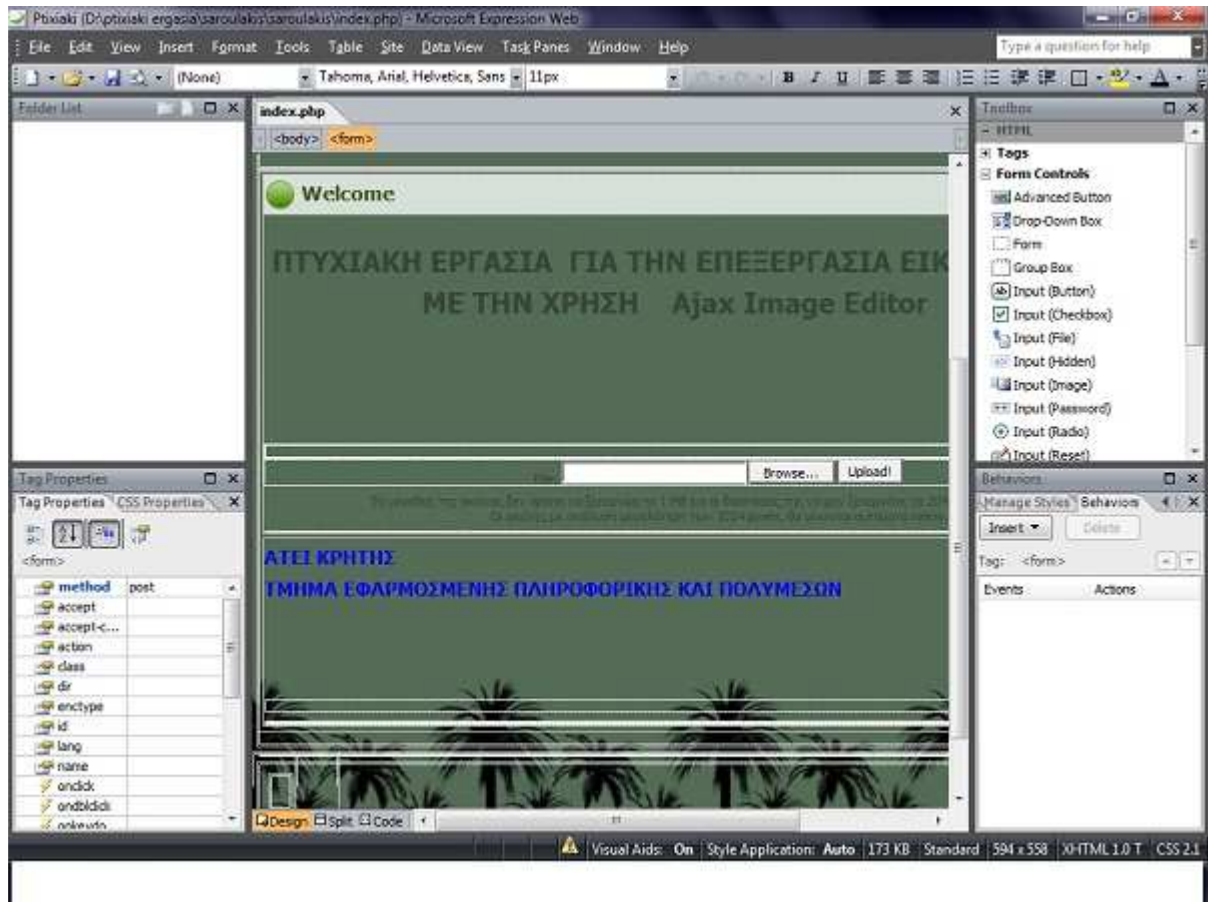 Ptixiaki (D:\ptixiaki ergasia\saroulakis\saroulakis\index.php) - Microsoft Expression Web
File Edit View Insert Format Tools Table Site Data View Task Panes Window Help
Type a question for help
(None) Tahoma, Arial, Helvetica, Sans 11px B I U A
Folder List
index.php
<body> <form>
Welcome
ΠΤΥΧΙΑΚΗ ΕΡΓΑΣΙΑ ΓΙΑ ΤΗΝ ΕΠΕΞΕΡΓΑΣΙΑ ΕΙΚ
ΜΕ ΤΗΝ ΧΡΗΣΗ Ajax Image Editor
Browse... Upload!
ΑΤΕΙ ΚΡΗΤΗΣ
ΤΜΗΜΑ ΕΦΑΡΜΟΣΜΕΝΗΣ ΠΛΗΡΟΦΟΡΙΚΗΣ ΚΑΙ ΠΟΛΥΜΕΣΩΝ
Design Split Code
Toolbox
HTML
Tags
Form Controls
Advanced Button
Drop-Down Box
Form
Group Box
Input (Button)
Input (Checkbox)
Input (File)
Input (Hidden)
Input (Image)
Input (Password)
Input (Radio)
Input (Reset)
Tag Properties
Tag Properties CSS Properties
<form>
method post
accept
accept-c...
action
class
dir
enctype
id
lang
name
onclick
ondblclick
onkeydn
Behaviors
Manage Styles Behaviors
Insert Delete
Tag: <form>
Events Actions
Visual Aids: On Style Application: Auto 173 KB Standard 594 x 558 XHTML 1.0 T CSS 2.1